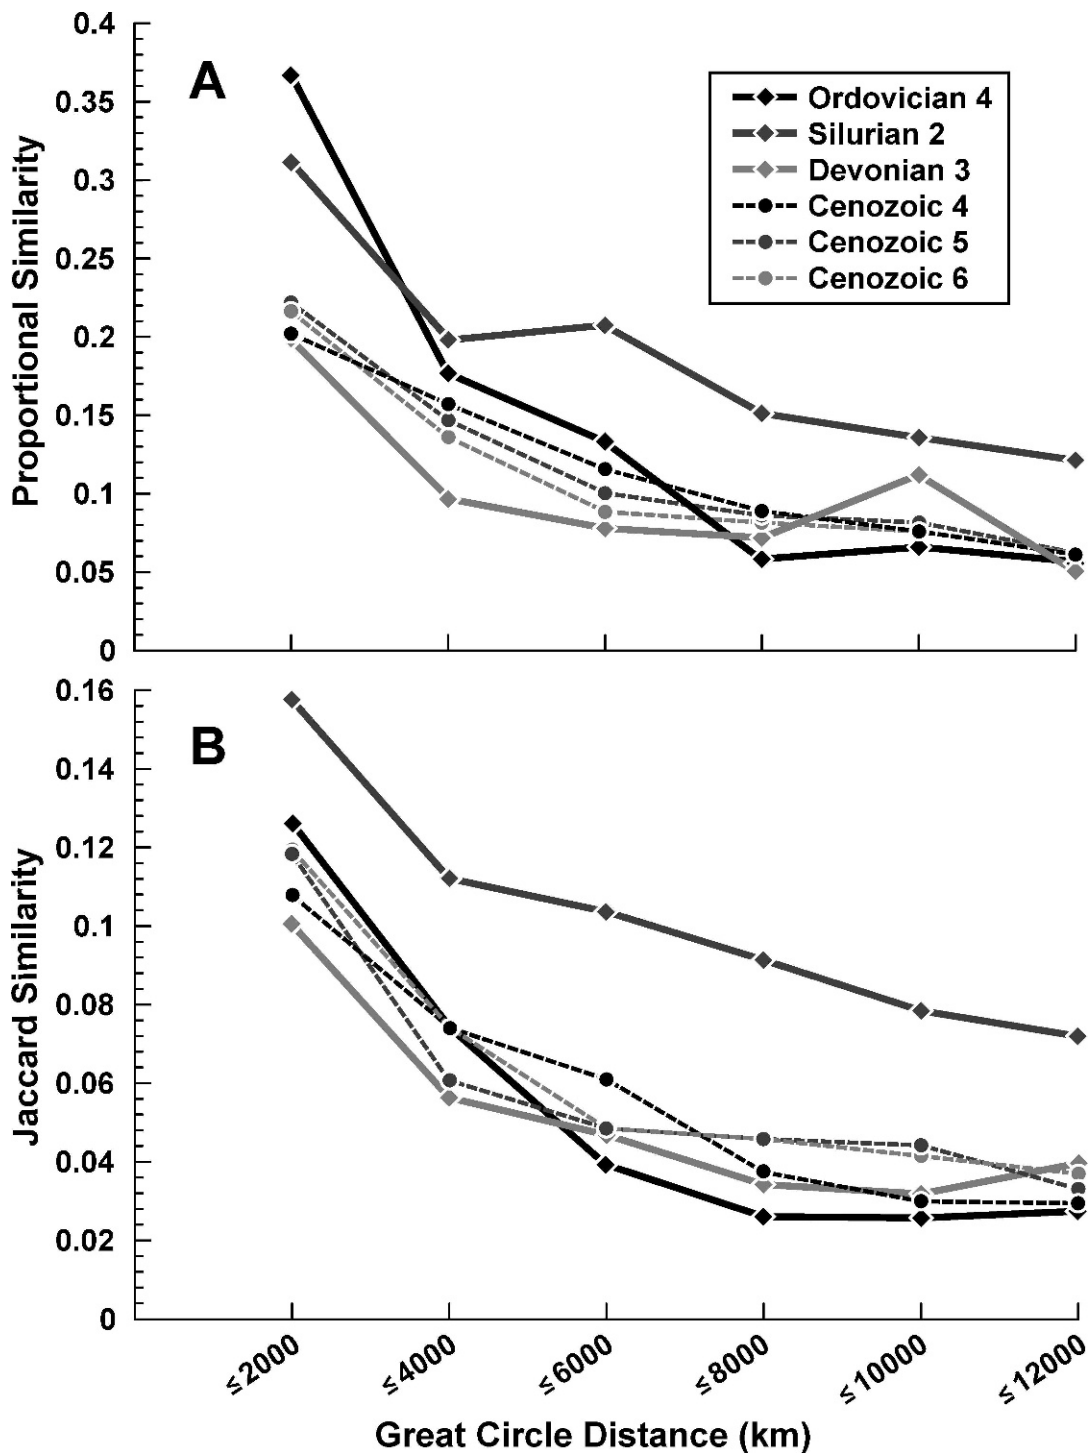 0.4
A
0.35
Ordovician 4
Silurian 2
Devonian 3
Cenozoic 4
Cenozoic 5
Cenozoic 6
0.3
0.25
0.2
0.15
0.1
0.05
0
Proportional Similarity
0.16
B
0.14
0.12
0.1
0.08
0.06
0.04
0.02
0
Jaccard Similarity
≤2000
≤4000
≤6000
≤8000
≤10000
≤12000
Great Circle Distance (km)